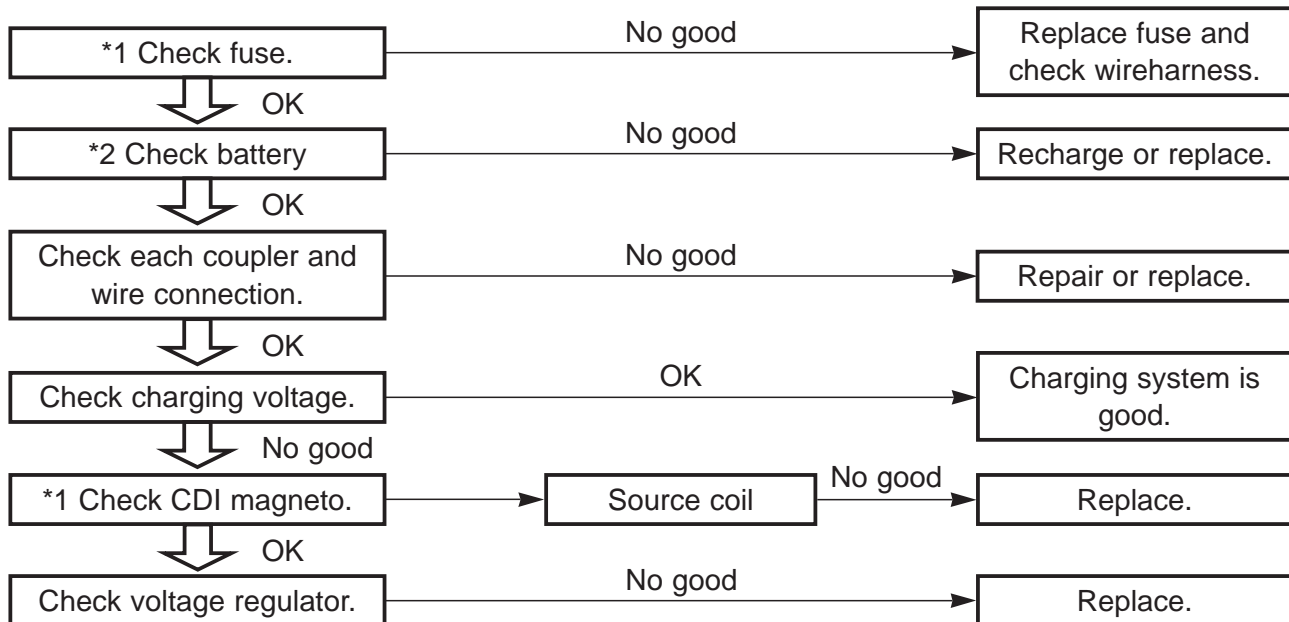 *1 Check fuse.
No good
Replace fuse and
check wireharness.
OK
*2 Check battery
No good
Recharge or replace.
OK
Check each coupler and
wire connection.
No good
Repair or replace.
OK
Check charging voltage.
OK
Charging system is
good.
No good
*1 Check CDI magneto.
Source coil
No good
Replace.
OK
Check voltage regulator.
No good
Replace.